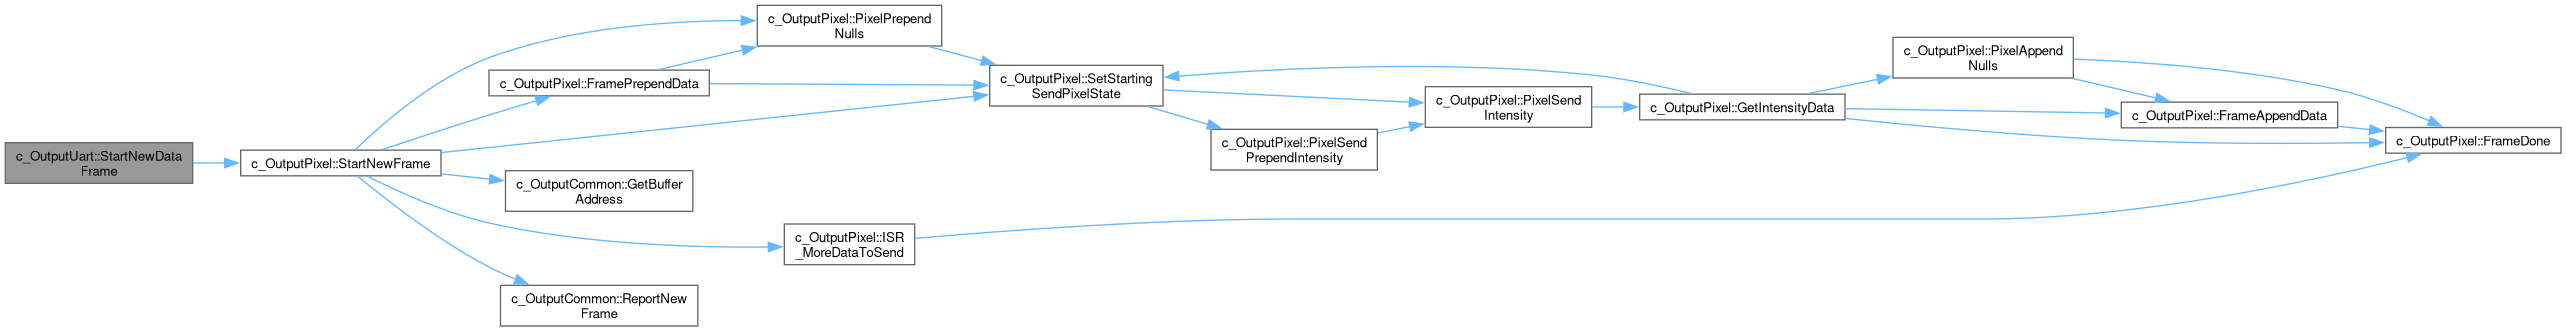 c_OutputUart::StartNewData
Frame
c_OutputPixel::StartNewFrame
c_OutputPixel::FramePrependData
c_OutputPixel::PixelPrepend
Nulls
c_OutputPixel::SetStarting
SendPixelState
c_OutputPixel::PixelSend
PrependIntensity
c_OutputPixel::PixelSend
Intensity
c_OutputPixel::GetIntensityData
c_OutputPixel::PixelAppend
Nulls
c_OutputPixel::FrameAppendData
c_OutputPixel::FrameDone
c_OutputCommon::GetBuffer
Address
c_OutputPixel::ISR
_MoreDataToSend
c_OutputCommon::ReportNew
Frame